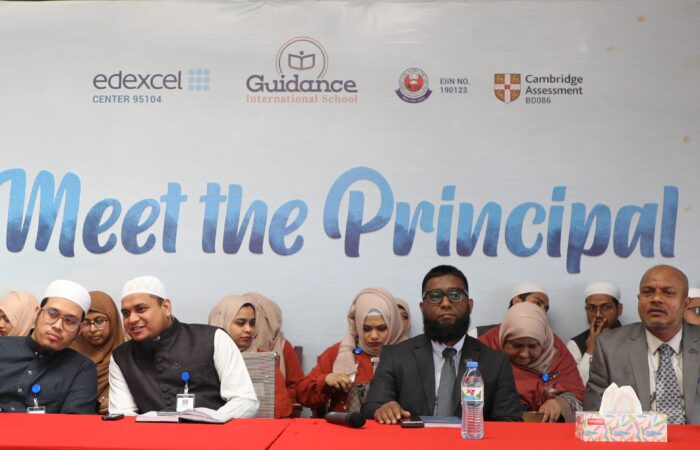 edexcel
CENTER 95104
Guidance
International School
EIIN NO.
190123
Cambridge
Assessment
BD086
Meet the Principal